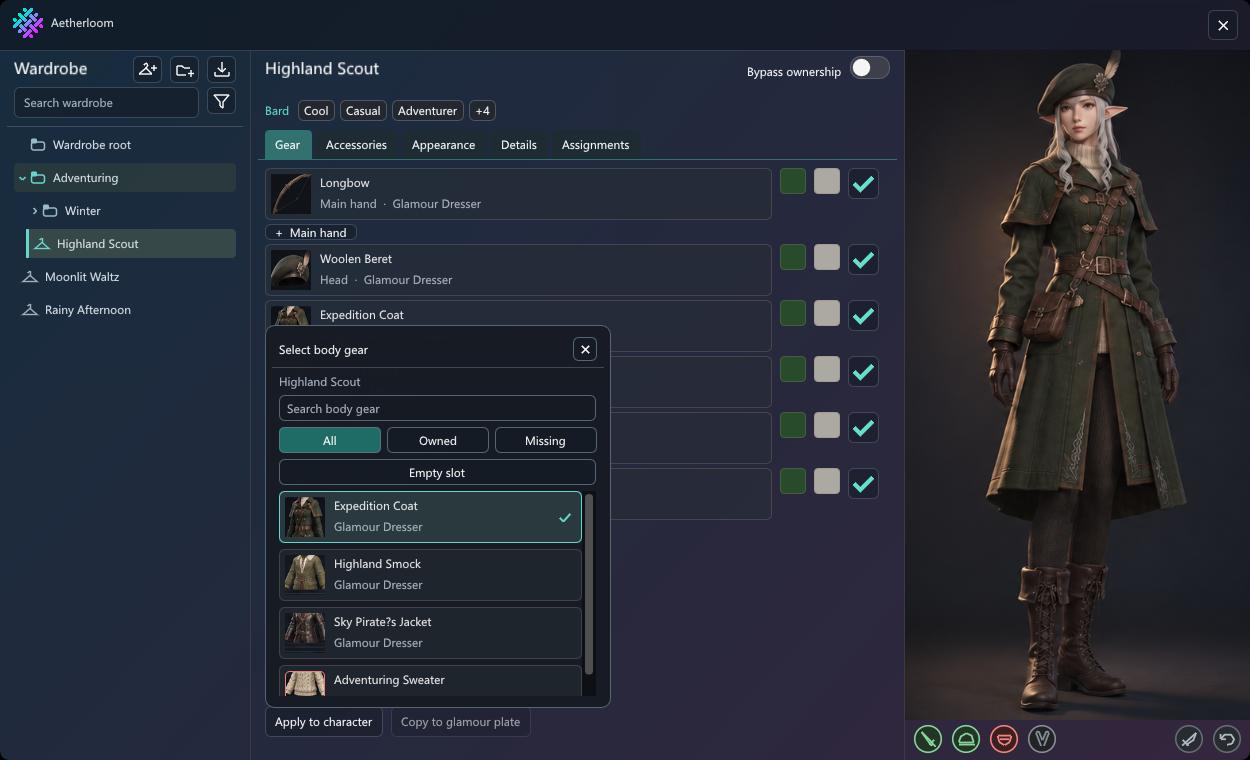 Aetherloom
Wardrobe
Search wardrobe
Wardrobe root
Adventuring
Winter
Highland Scout
Moonlit Waltz
Rainy Afternoon
Highland Scout
Bypass ownership
Bard Cool Casual Adventurer +4
Gear Accessories Appearance Details Assignments
Longbow
Main hand · Glamour Dresser
+ Main hand
Woolen Beret
Head · Glamour Dresser
Expedition Coat
Select body gear
Highland Scout
Search body gear
All Owned Missing
Empty slot
Expedition Coat
Glamour Dresser
Highland Smock
Glamour Dresser
Sky Pirate?s Jacket
Glamour Dresser
Adventuring Sweater
Apply to character Copy to glamour plate